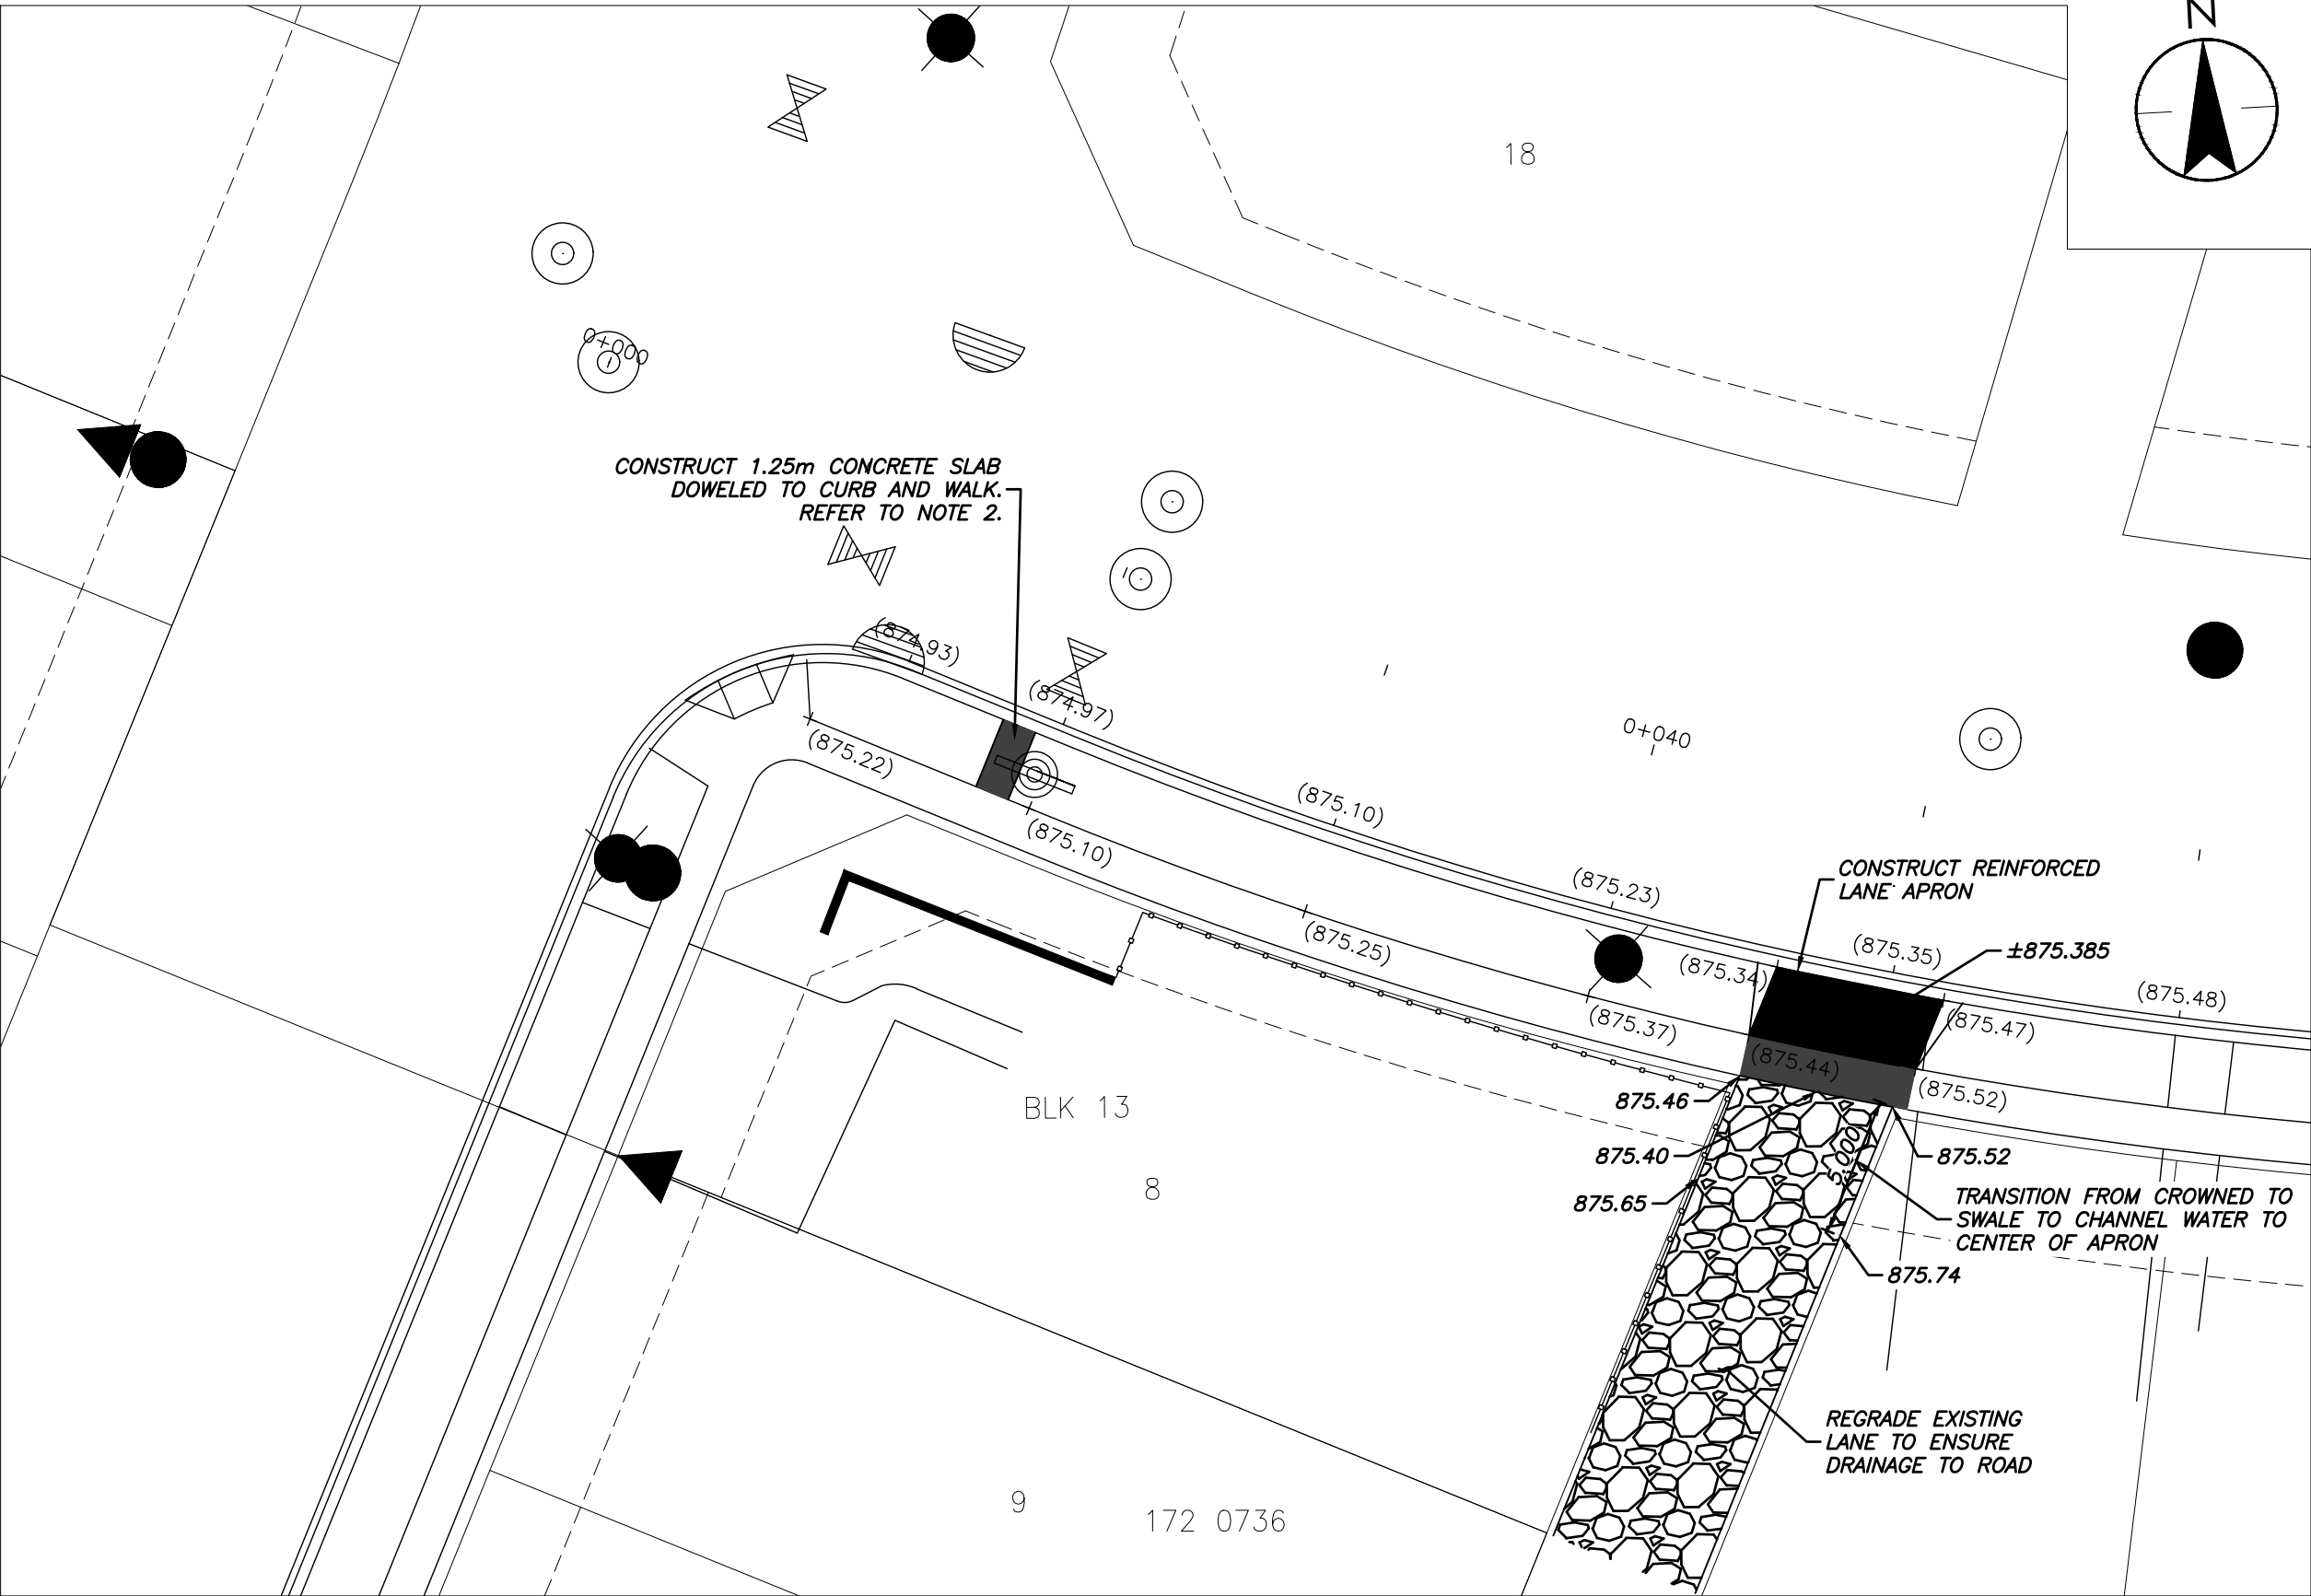 N
18
0+000
CONSTRUCT 1.25m CONCRETE SLAB
DOWELED TO CURB AND WALK.
REFER TO NOTE 2.
(874.93)
(874.97)
(875.22)
0+040
(875.10)
(875.10)
CONSTRUCT REINFORCED
LANE APRON
(875.23)
(875.25)
(875.35)
±875.385
(875.34)
(875.48)
(875.37)
(875.47)
(875.44)
(875.52)
875.46
BLK 13
875.40
5.000
875.52
8
875.65
TRANSITION FROM CROWNED TO
SWALE TO CHANNEL WATER TO
CENTER OF APRON
875.74
REGRADE EXISTING
LANE TO ENSURE
DRAINAGE TO ROAD
9
172 0736